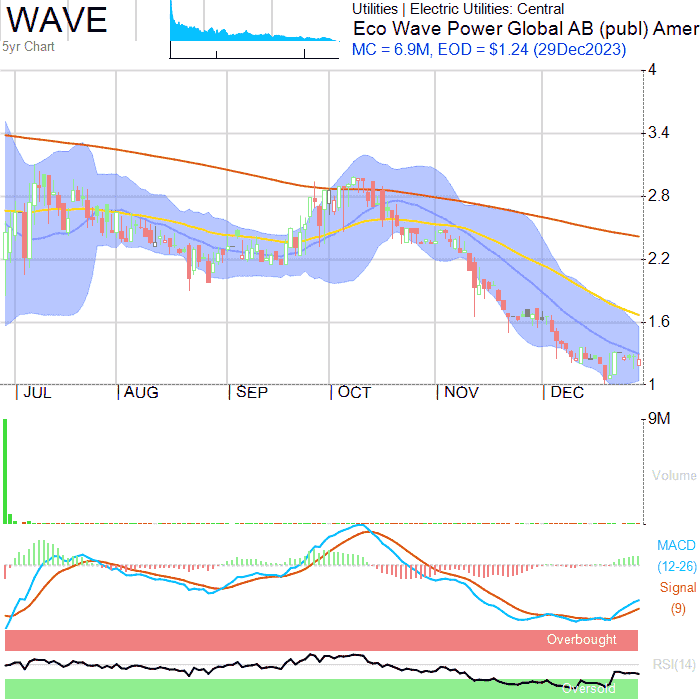 WAVE
5yr Chart
Utilities | Electric Utilities: Central
Eco Wave Power Global AB (publ) Amer
MC = 6.9M, EOD = $1.24 (29Dec2023)
4
3.4
2.8
2.2
1.6
1
JUL AUG SEP OCT NOV DEC
9M
Volume
MACD
(12-26)
Signal
(9)
Overbought
RSI(14)
Oversold